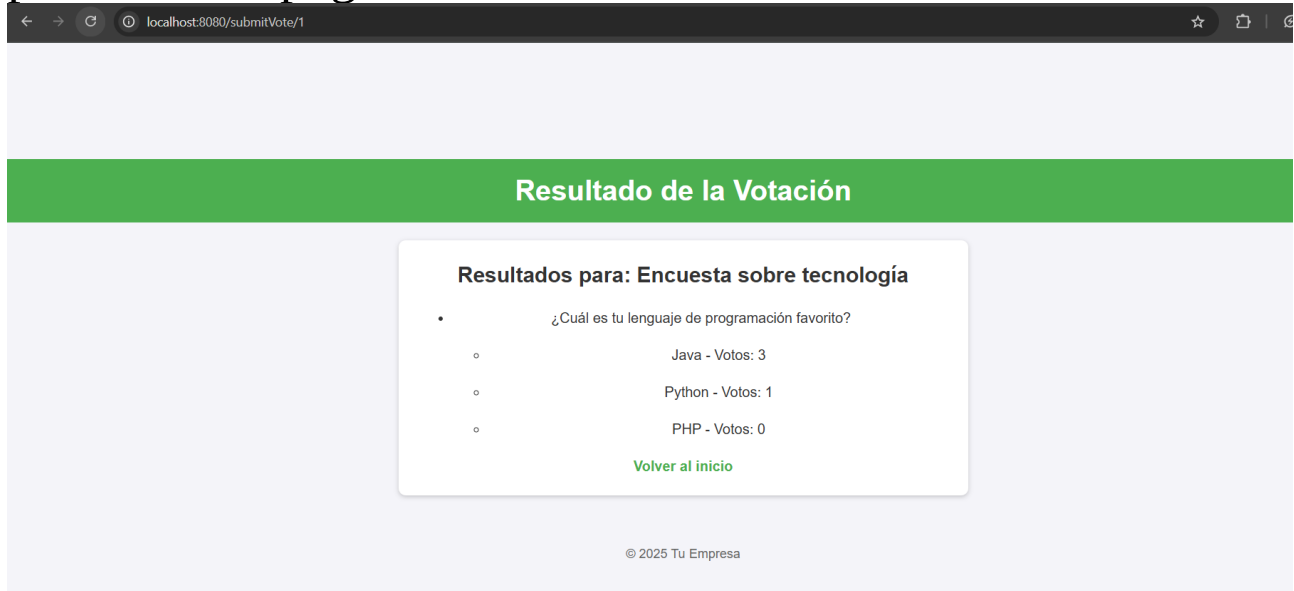 localhost:8080/submitVote/1
Resultado de la Votación
Resultados para: Encuesta sobre tecnología
¿Cuál es tu lenguaje de programación favorito?
Java - Votos: 3
Python - Votos: 1
PHP - Votos: 0
Volver al inicio
© 2025 Tu Empresa